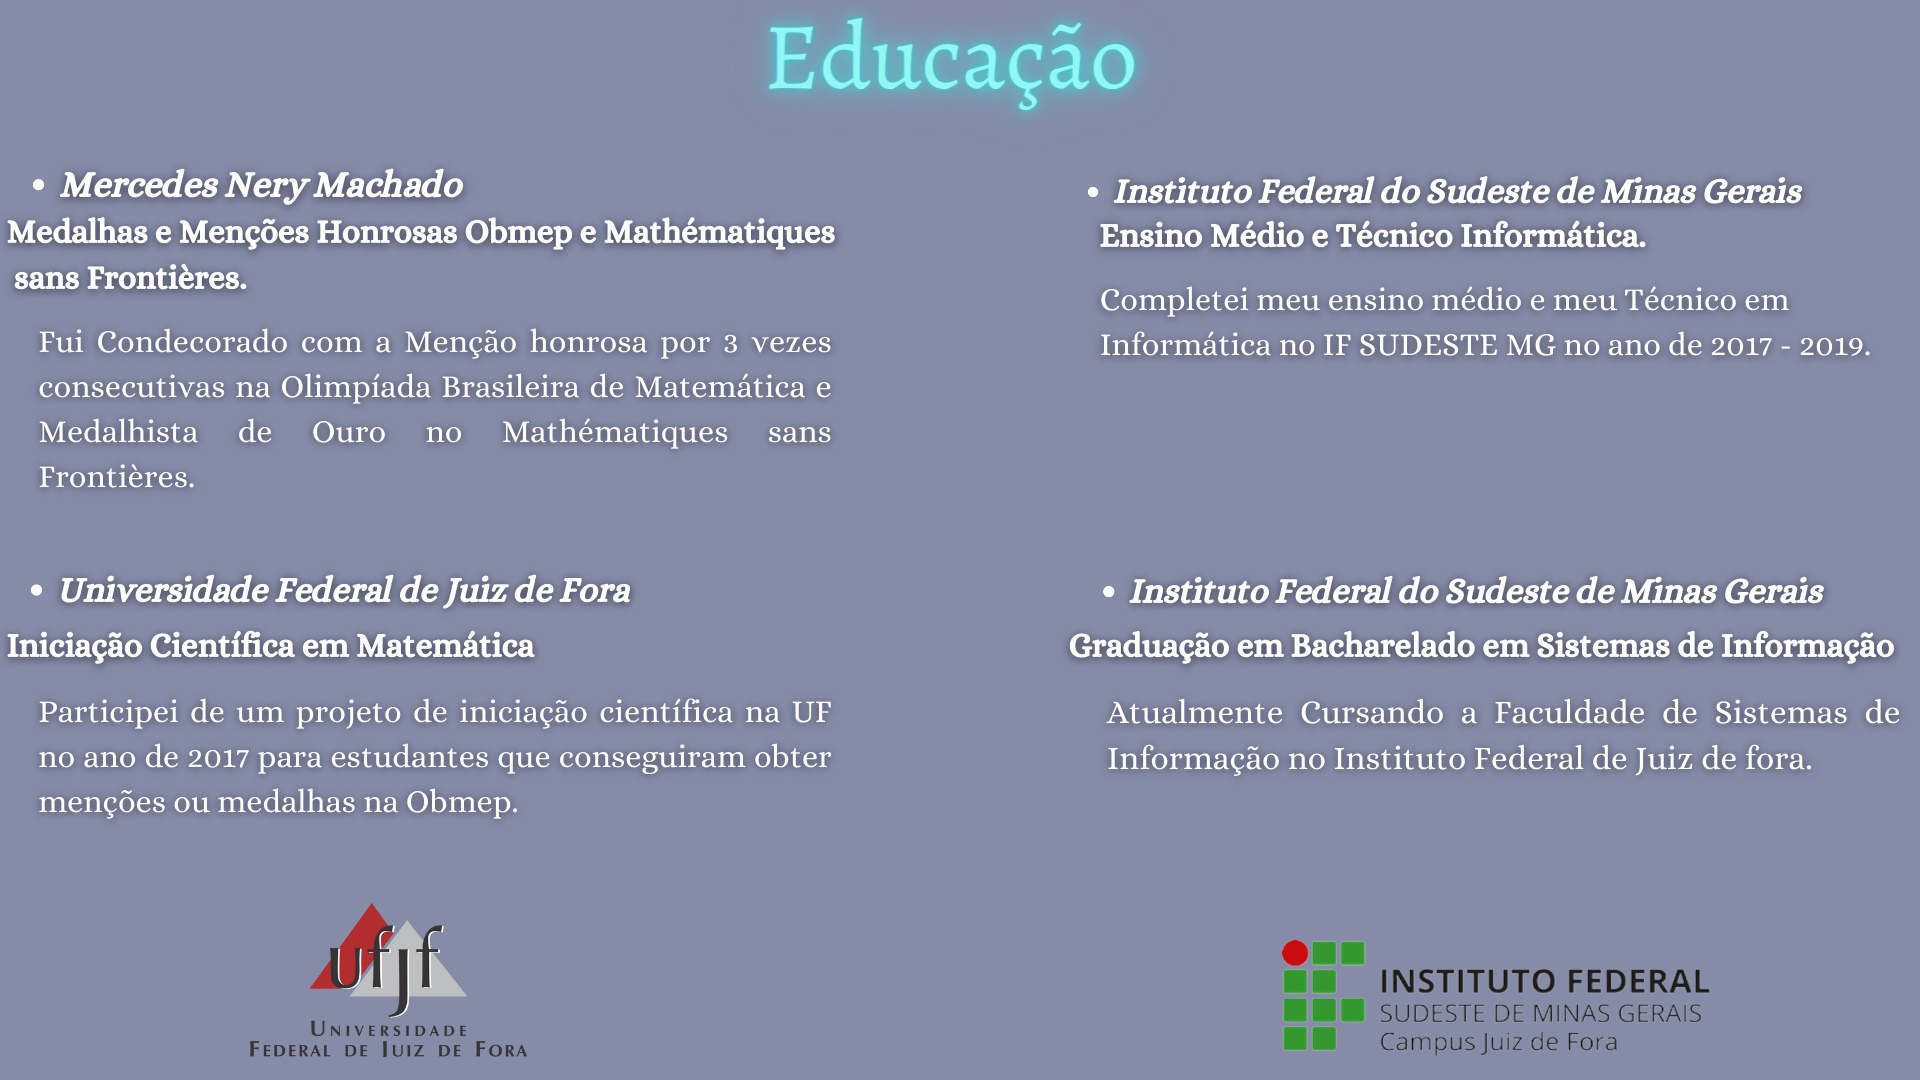 Educação
• Mercedes Nery Machado
Medalhas e Menções Honrosas Obmep e Mathématiques
sans Frontières.
Fui Condecorado com a Menção honrosa por 3 vezes
consecutivas na Olimpíada Brasileira de Matemática e
Medalhista de Ouro no Mathématiques sans
Frontières.
• Instituto Federal do Sudeste de Minas Gerais
Ensino Médio e Técnico Informática.
Completei meu ensino médio e meu Técnico em
Informática no IF SUDESTE MG no ano de 2017 - 2019.
• Universidade Federal de Juiz de Fora
Iniciação Científica em Matemática
Participei de um projeto de iniciação científica na UF
no ano de 2017 para estudantes que conseguiram obter
menções ou medalhas na Obmep.
• Instituto Federal do Sudeste de Minas Gerais
Graduação em Bacharelado em Sistemas de Informação
Atualmente Cursando a Faculdade de Sistemas de
Informação no Instituto Federal de Juiz de fora.
ufjf
UNIVERSIDADE
FEDERAL DE JUIZ DE FORA
INSTITUTO FEDERAL
SUDESTE DE MINAS GERAIS
Campus Juiz de Fora